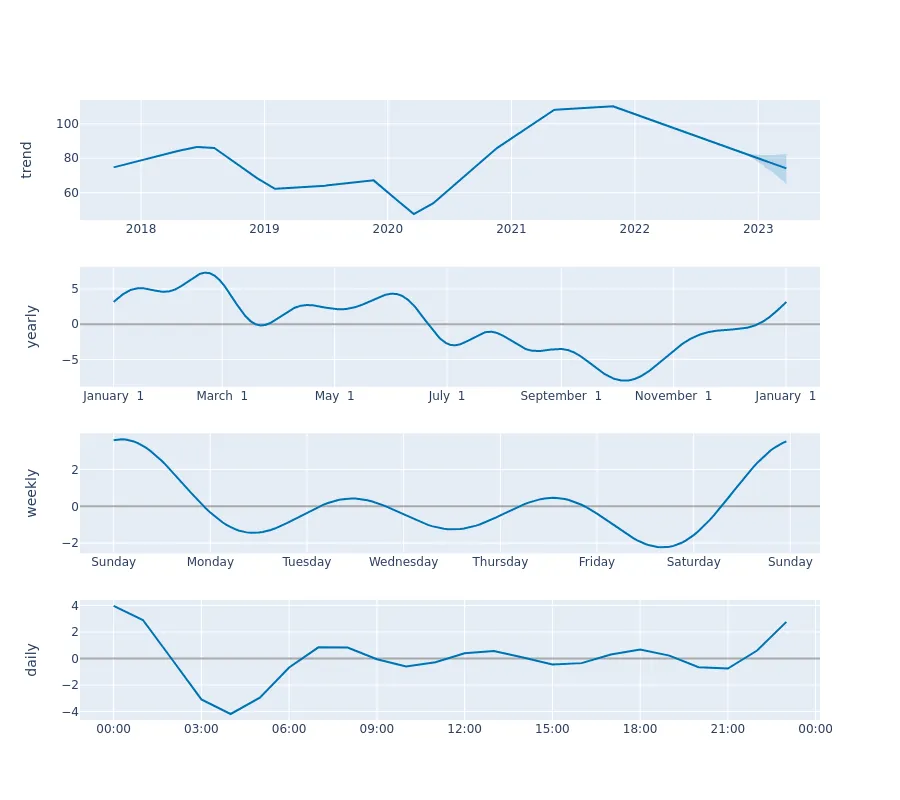 trend
100
80
60
2018 2019 2020 2021 2022 2023
yearly
5
0
−5
January 1 March 1 May 1 July 1 September 1 November 1 January 1
weekly
2
0
−2
Sunday Monday Tuesday Wednesday Thursday Friday Saturday Sunday
daily
4
2
0
−2
−4
00:00 03:00 06:00 09:00 12:00 15:00 18:00 21:00 00:00